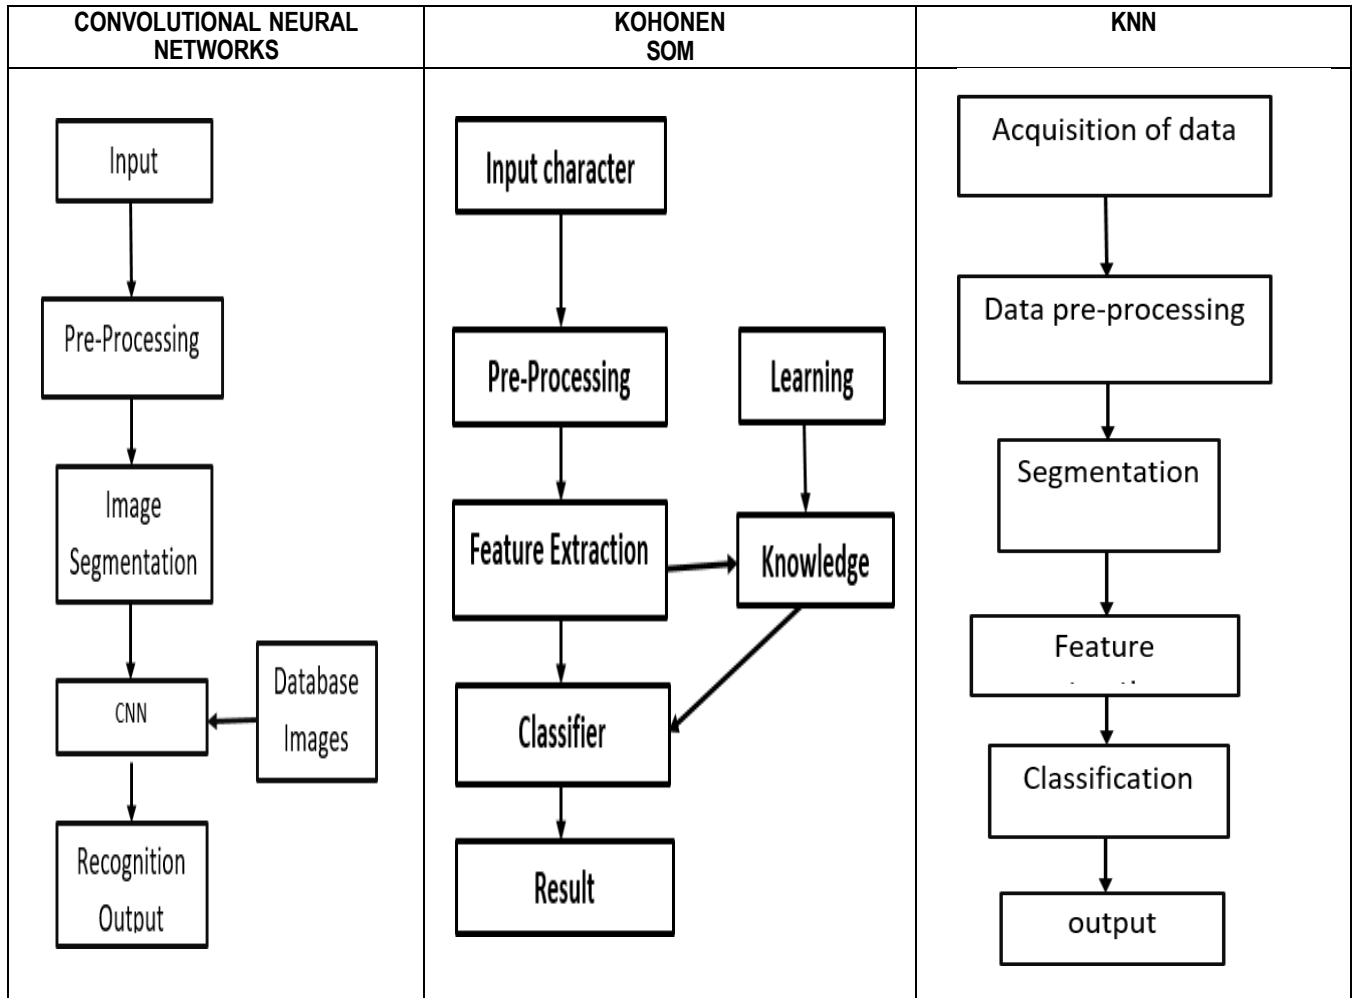 CONVOLUTIONAL NEURAL
NETWORKS
KOHONEN
SOM
KNN
Input
Pre-Processing
Image
Segmentation
CNN
Database
Images
Recognition
Output
Input character
Pre-Processing
Learning
Feature Extraction
Knowledge
Classifier
Result
Acquisition of data
Data pre-processing
Segmentation
Feature
Classification
output